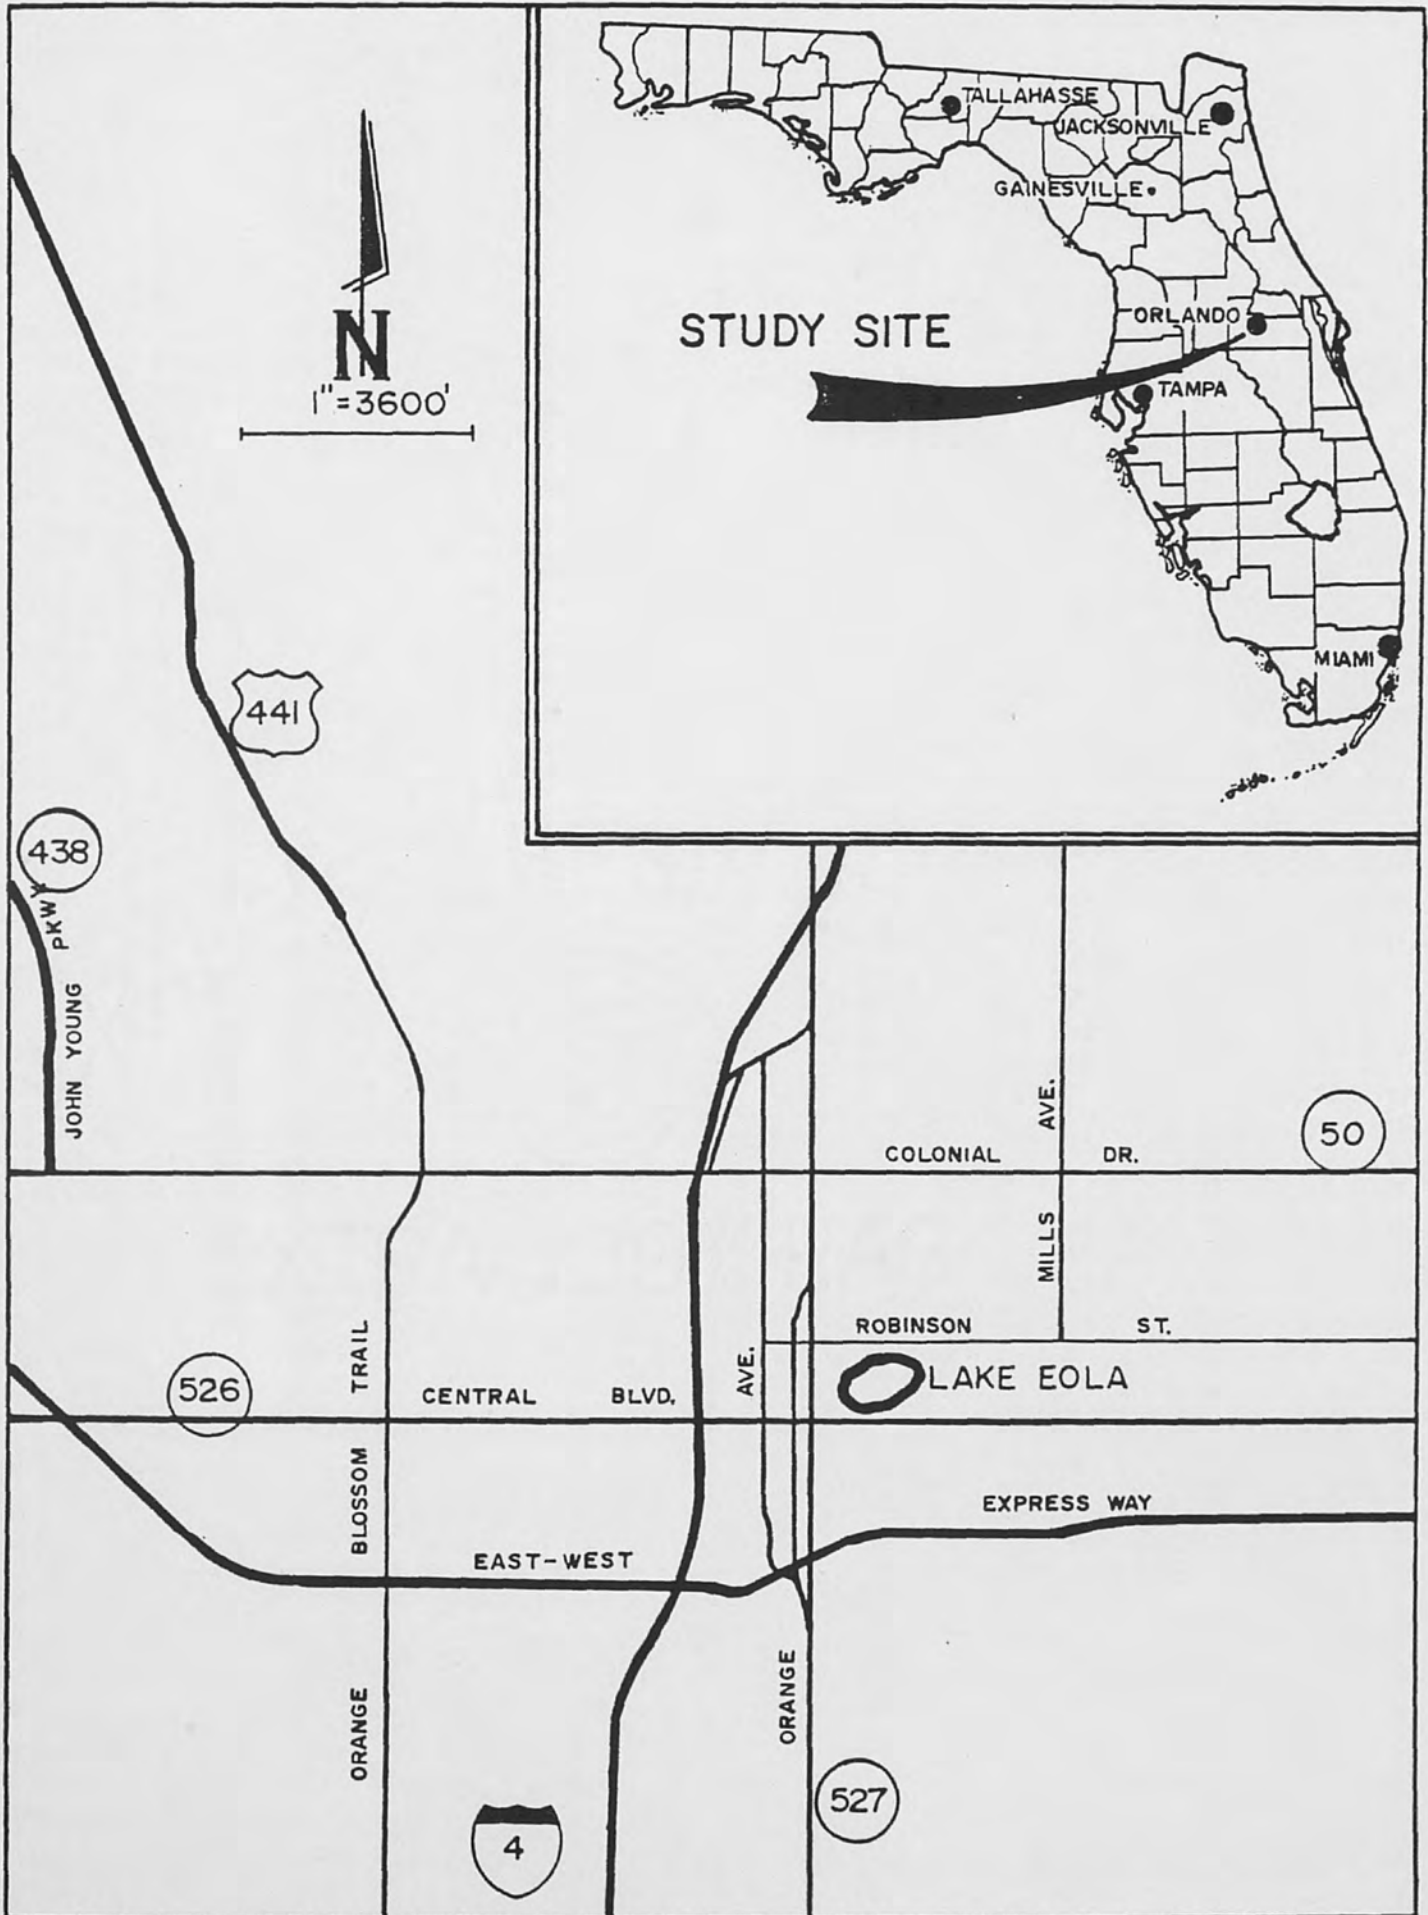 TALLAHASSE
JACKSONVILLE
GAINESVILLE
ORLANDO
STUDY SITE
TAMPA
MIAMI
N
1"=3600'
441
438
JOHN YOUNG PKWY
COLONIAL DR.
50
MILLS AVE.
ROBINSON ST.
LAKE EOLA
526
CENTRAL BLVD.
ORANGE BLOSSOM TRAIL
ORANGE AVE.
EAST-WEST EXPRESS WAY
527
4